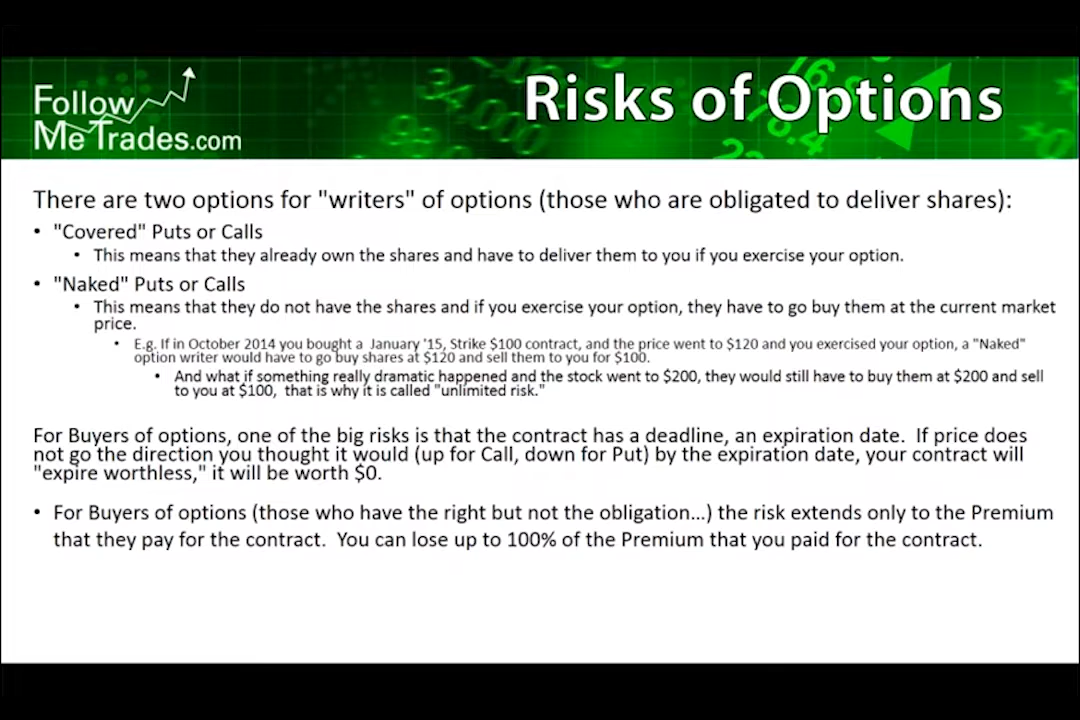 Follow
Me Trades.com
Risks of Options
There are two options for "writers" of options (those who are obligated to deliver shares):
• "Covered" Puts or Calls
• This means that they already own the shares and have to deliver them to you if you exercise your option.
• "Naked" Puts or Calls
• This means that they do not have the shares and if you exercise your option, they have to go buy them at the current market
price.
• E.g. If in October 2014 you bought a January '15, Strike $100 contract, and the price went to $120 and you exercised your option, a "Naked"
option writer would have to go buy shares at $120 and sell them to you for $100.
• And what if something really dramatic happened and the stock went to $200, they would still have to buy them at $200 and sell
to you at $100, that is why it is called "unlimited risk."
For Buyers of options, one of the big risks is that the contract has a deadline, an expiration date. If price does
not go the direction you thought it would (up for Call, down for Put) by the expiration date, your contract will
"expire worthless," it will be worth $0.
• For Buyers of options (those who have the right but not the obligation...) the risk extends only to the Premium
that they pay for the contract. You can lose up to 100% of the Premium that you paid for the contract.